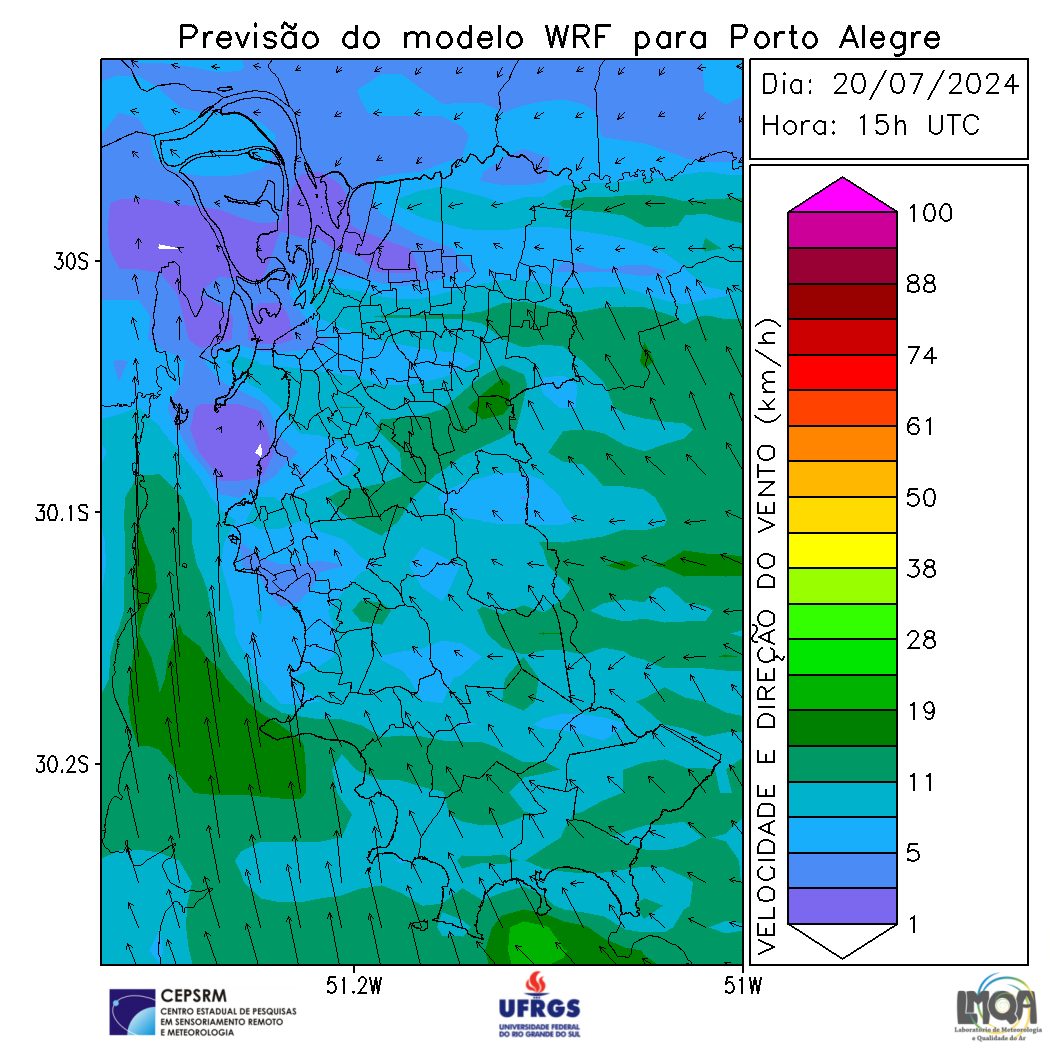 Previsão do modelo WRF para Porto Alegre
Dia: 20/07/2024
Hora: 15h UTC
30S
30.1S
30.2S
51.2W
51W
VELOCIDADE E DIREÇÃO DO VENTO (km/h)
100
88
74
61
50
38
28
19
11
5
1
CEPSRM
CENTRO ESTADUAL DE PESQUISAS
EM SENSORIAMENTO REMOTO
E METEOROLOGIA
UFRGS
UNIVERSIDADE FEDERAL
DO RIO GRANDE DO SUL
LMQA
Laboratório de Meteorologia
e Qualidade do Ar